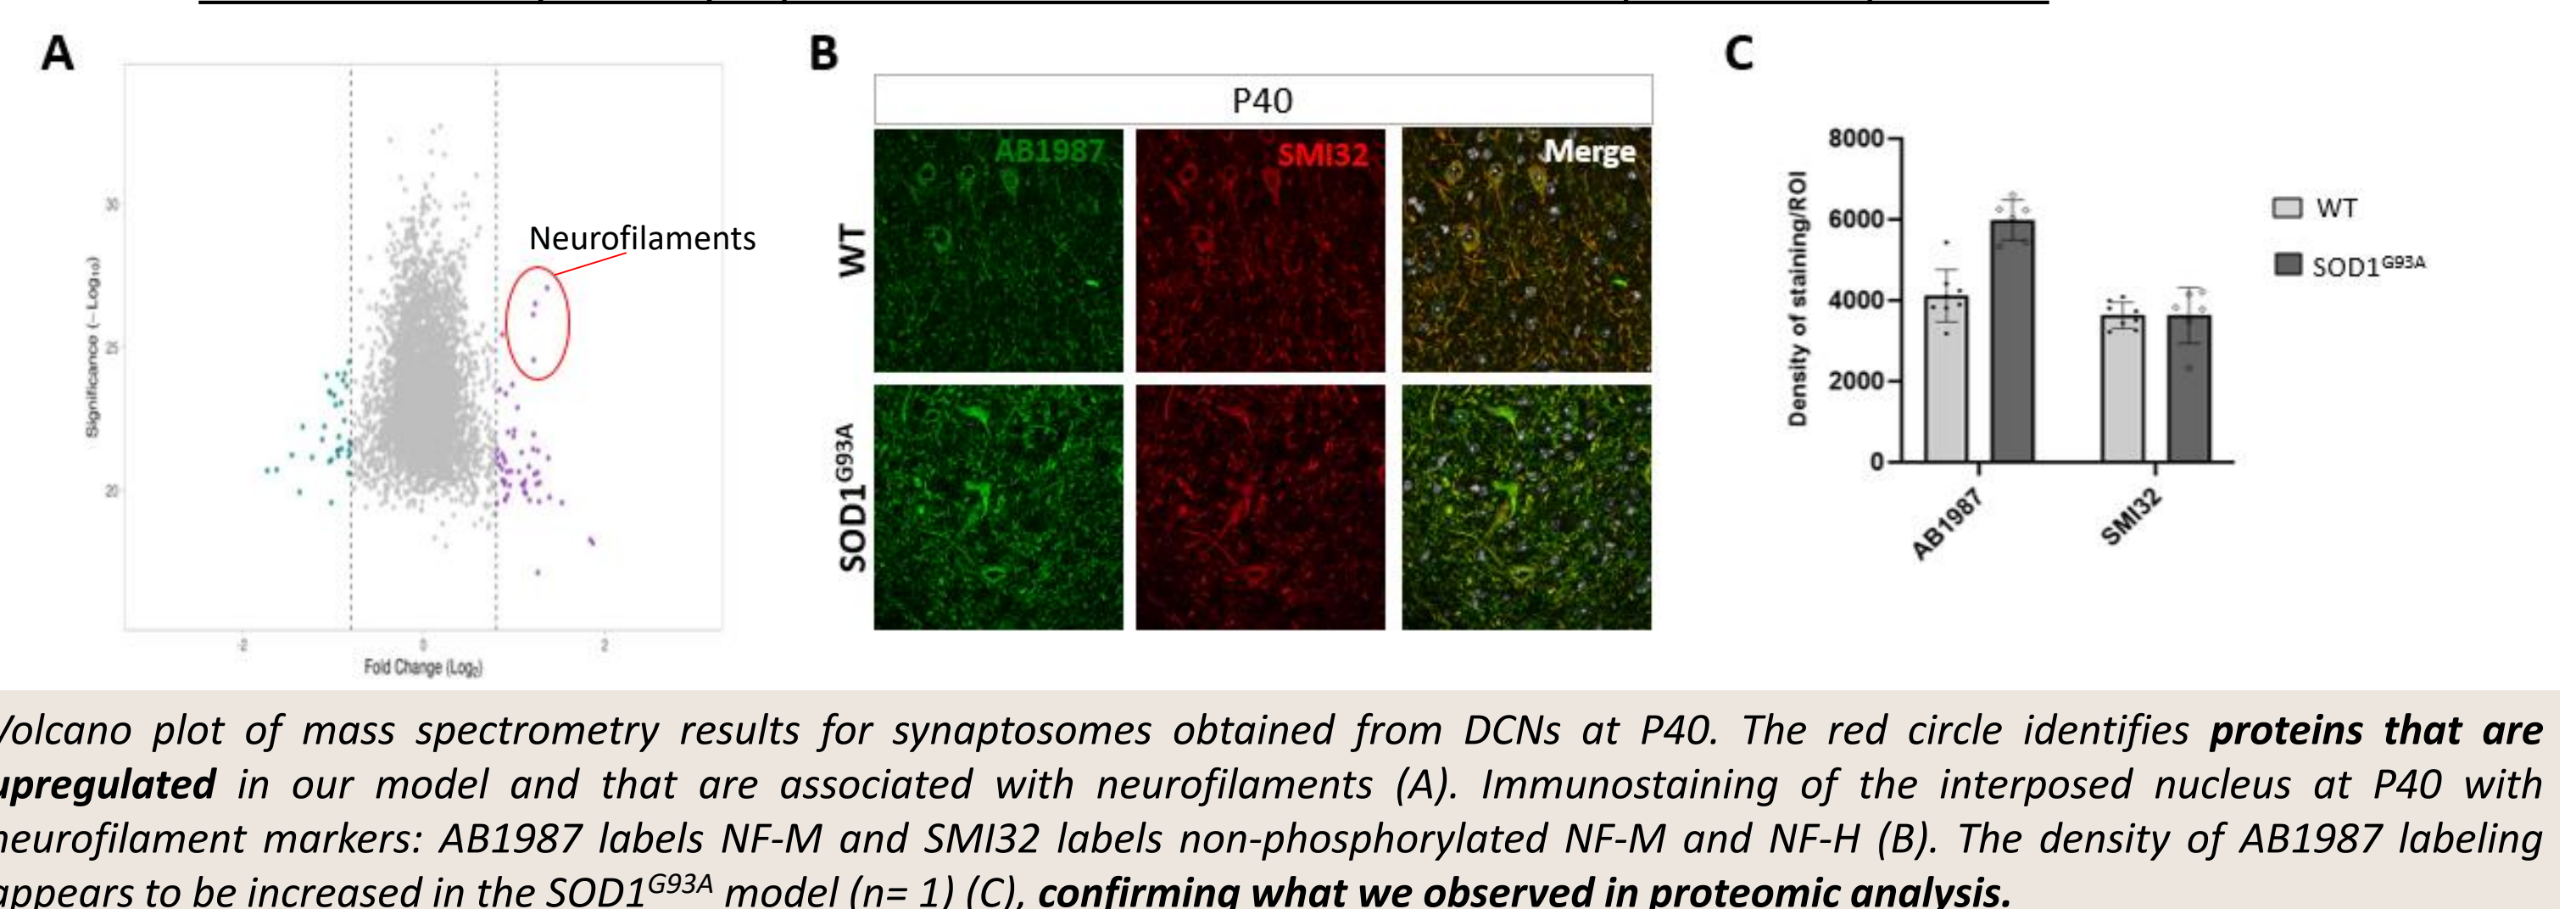 A
B
C
Significance (– Log₁₀)
30
25
20
-2
0
2
Fold Change (Log₂)
Neurofilaments
P40
AB1987
SMI32
Merge
WT
SOD1ᴳ⁹³ᴬ
Density of staining/ROI
8000
6000
4000
2000
0
AB1987
SMI32
WT
SOD1ᴳ⁹³ᴬ
Volcano plot of mass spectrometry results for synaptosomes obtained from DCNs at P40. The red circle identifies proteins that are
upregulated in our model and that are associated with neurofilaments (A). Immunostaining of the interposed nucleus at P40 with
neurofilament markers: AB1987 labels NF-M and SMI32 labels non-phosphorylated NF-M and NF-H (B). The density of AB1987 labeling
appears to be increased in the SOD1ᴳ⁹³ᴬ model (n= 1) (C), confirming what we observed in proteomic analysis.